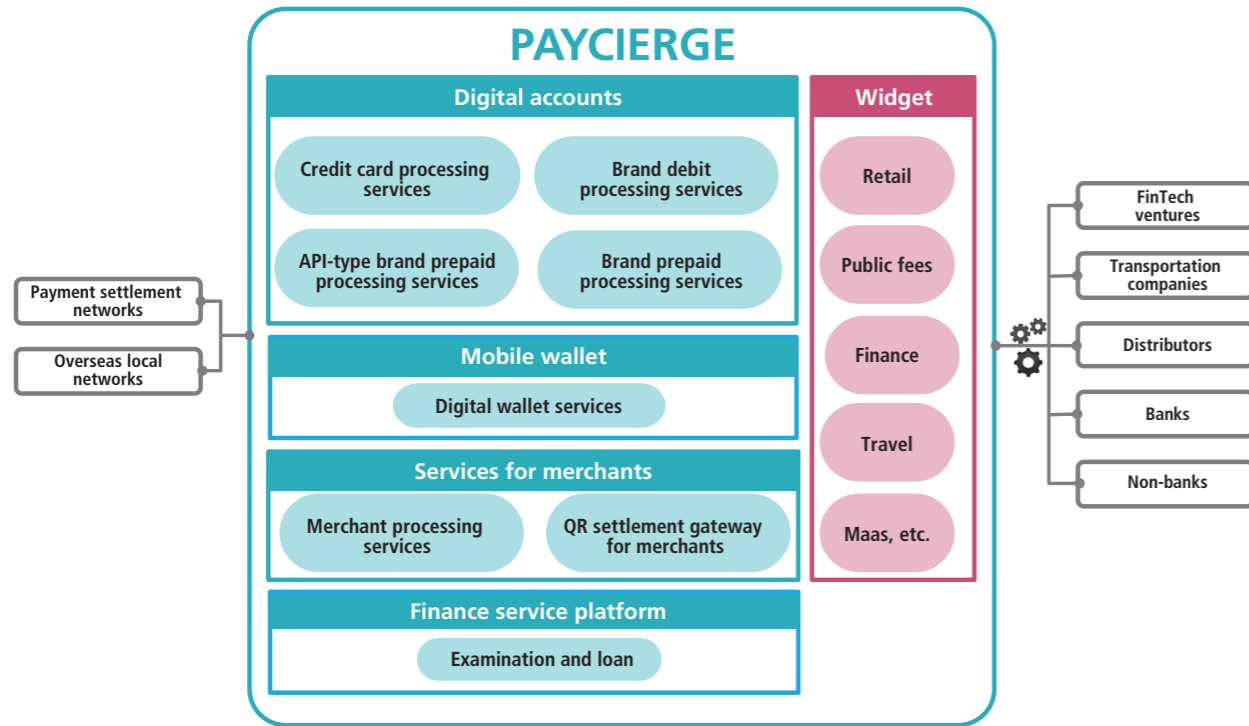 PAYCIERGE
Digital accounts
Credit card processing
services
Brand debit
processing services
API-type brand prepaid
processing services
Brand prepaid
processing services
Mobile wallet
Digital wallet services
Services for merchants
Merchant processing
services
QR settlement gateway
for merchants
Finance service platform
Examination and loan
Widget
Retail
Public fees
Finance
Travel
Maas, etc.
Payment settlement
networks
Overseas local
networks
FinTech
ventures
Transportation
companies
Distributors
Banks
Non-banks